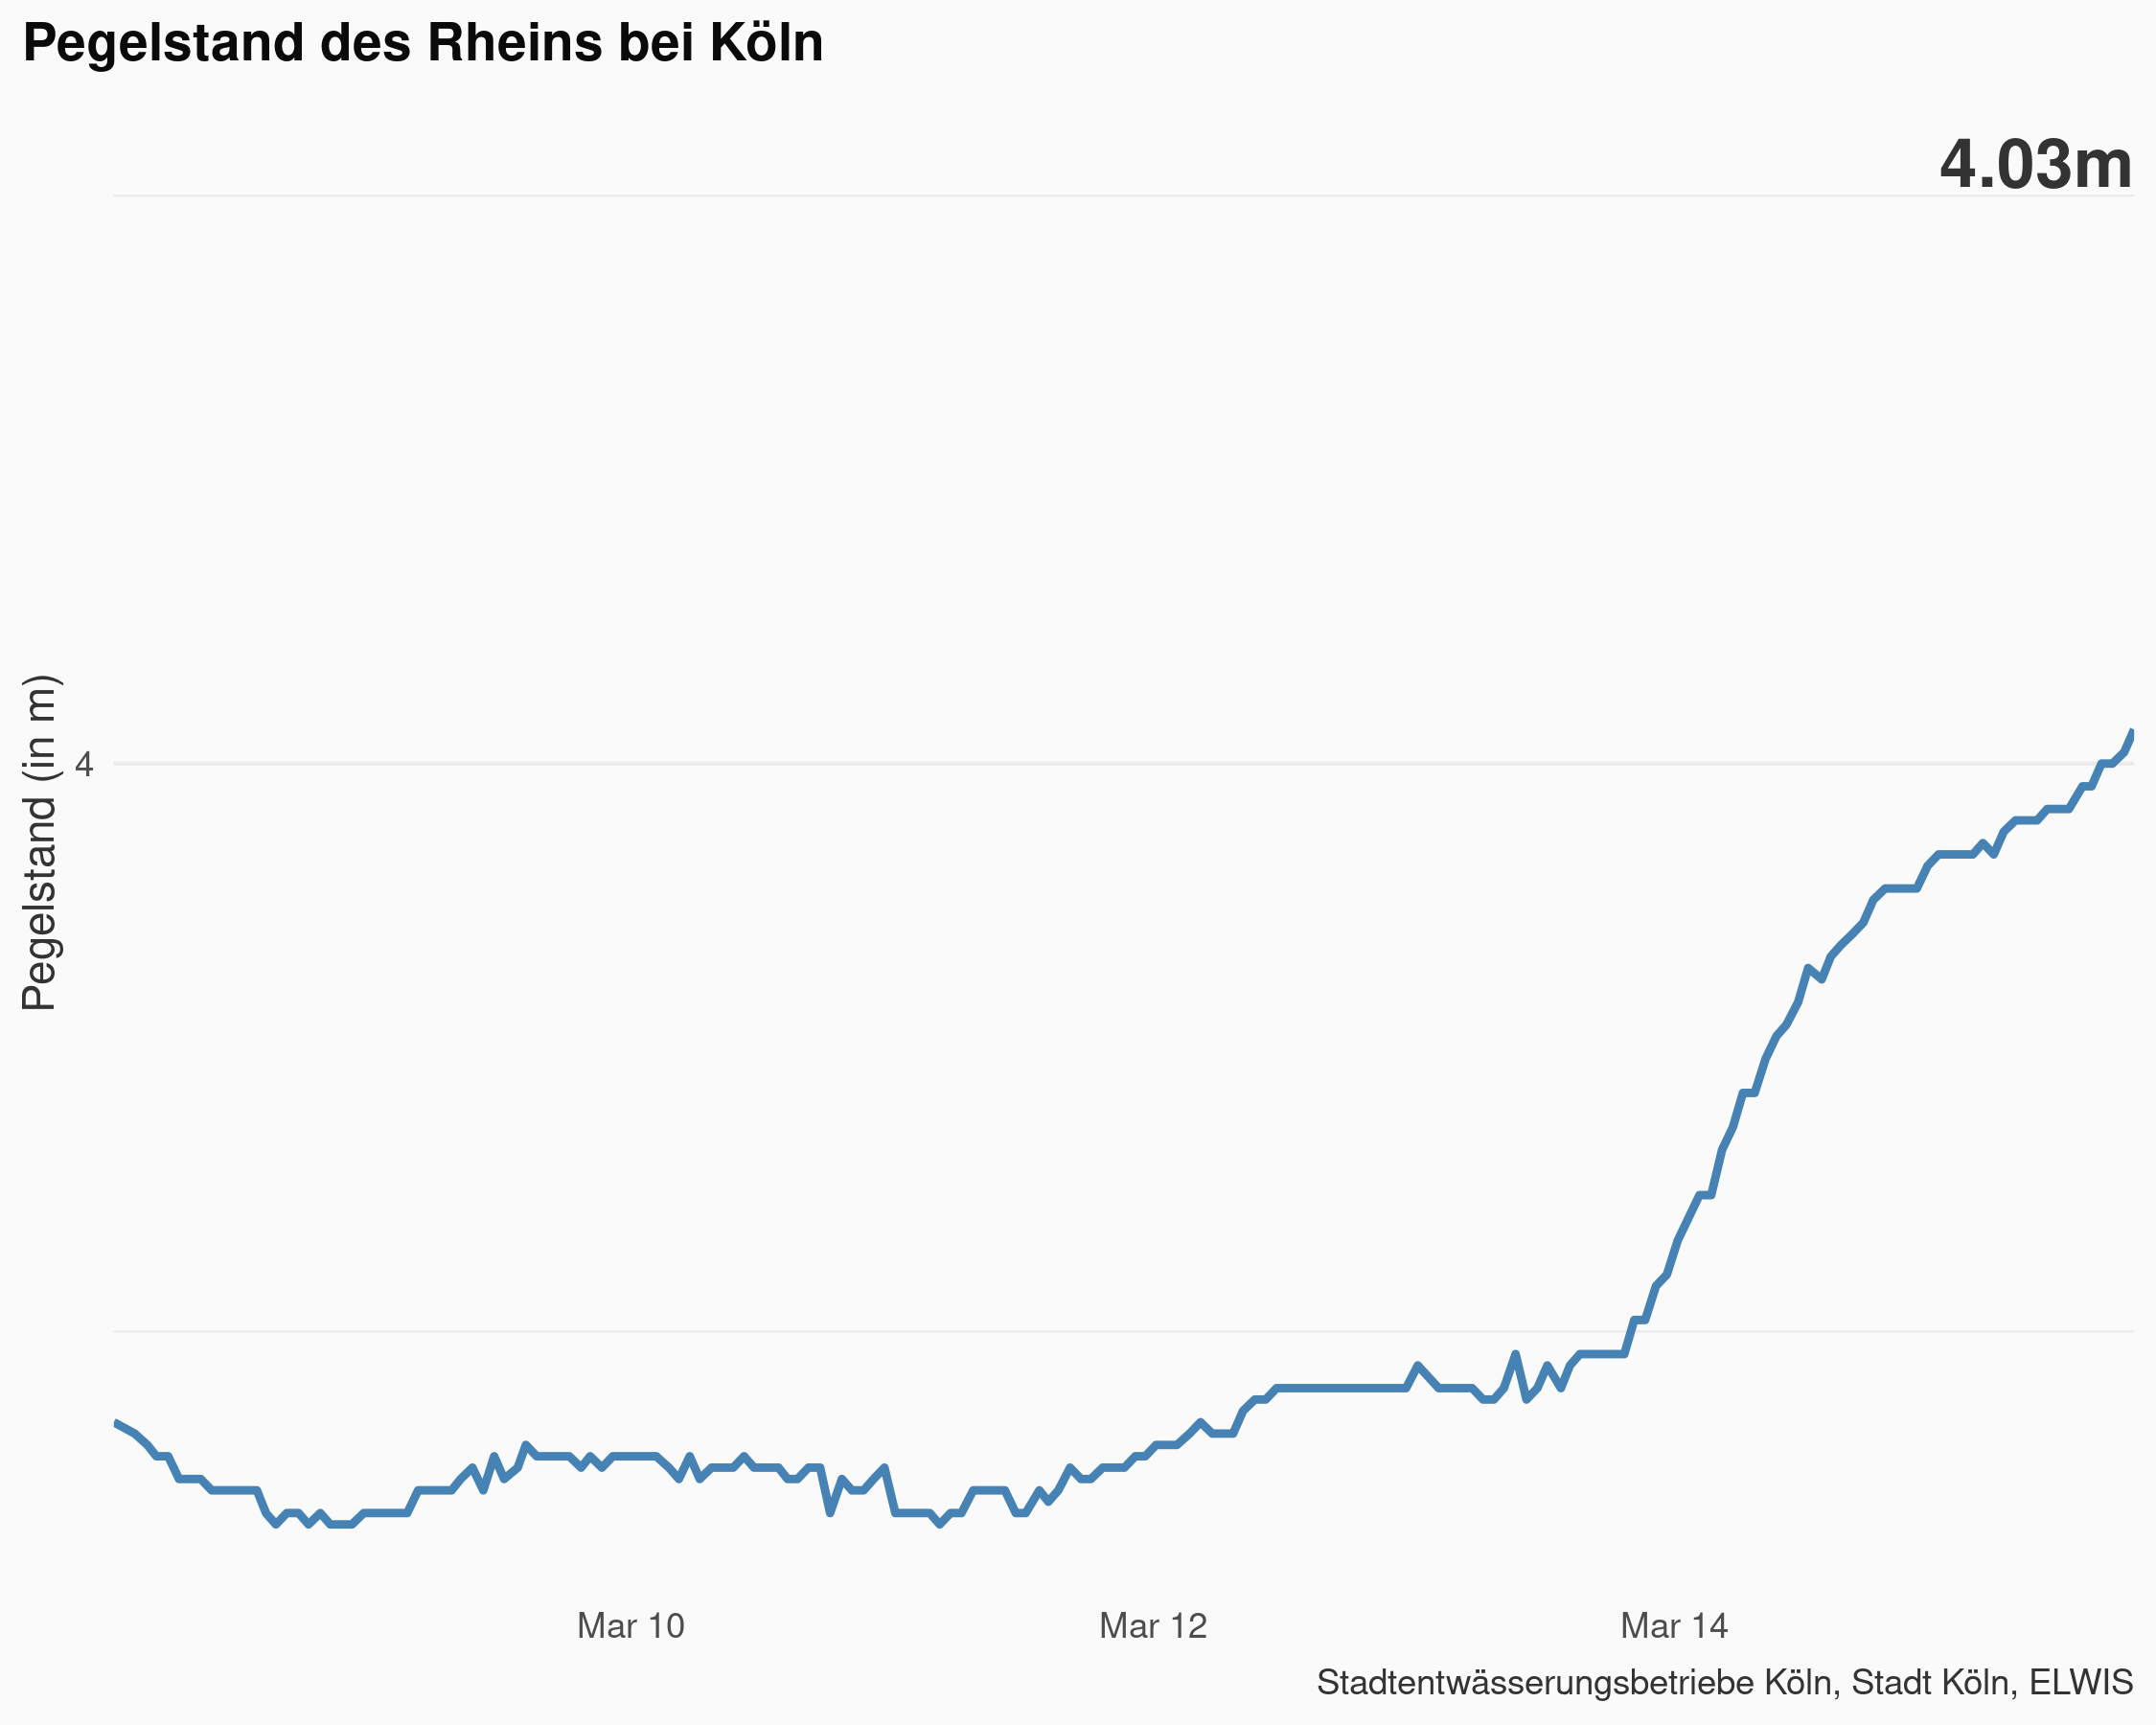 Pegelstand des Rheins bei Köln
4.03m
Pegelstand (in m)
4
Mar 10
Mar 12
Mar 14
Stadtentwässerungsbetriebe Köln, Stadt Köln, ELWIS